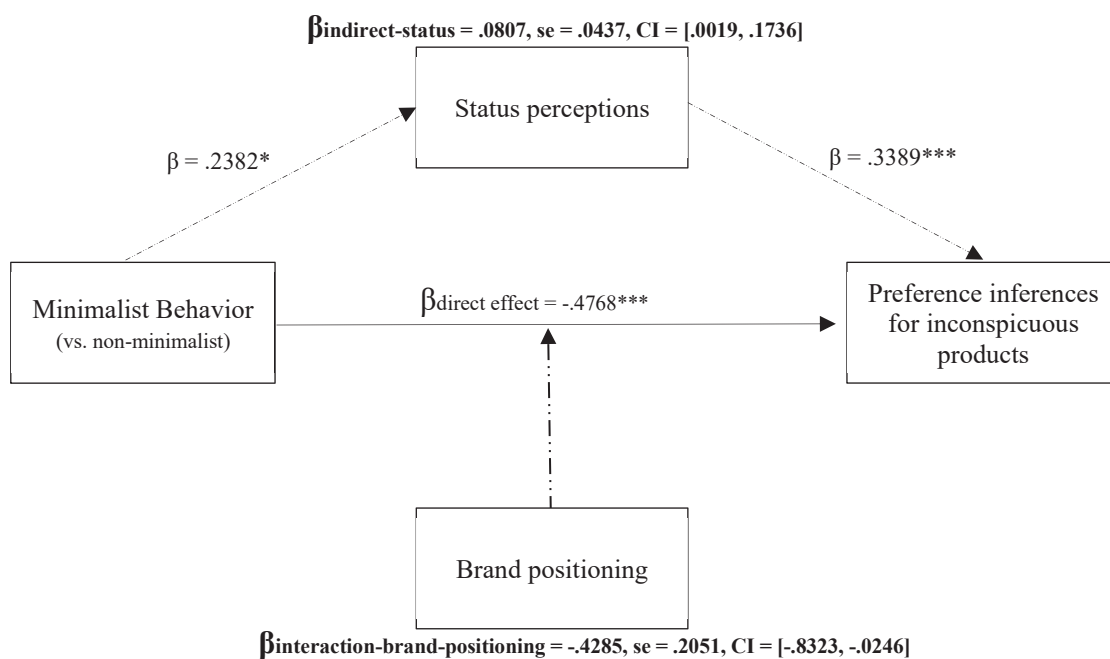 βindirect-status = .0807, se = .0437, CI = [.0019, .1736]
Status perceptions
β = .2382*
β = .3389***
Minimalist Behavior
(vs. non-minimalist)
βdirect effect = -.4768***
Preference inferences
for inconspicuous
products
Brand positioning
βinteraction-brand-positioning = -.4285, se = .2051, CI = [-.8323, -.0246]